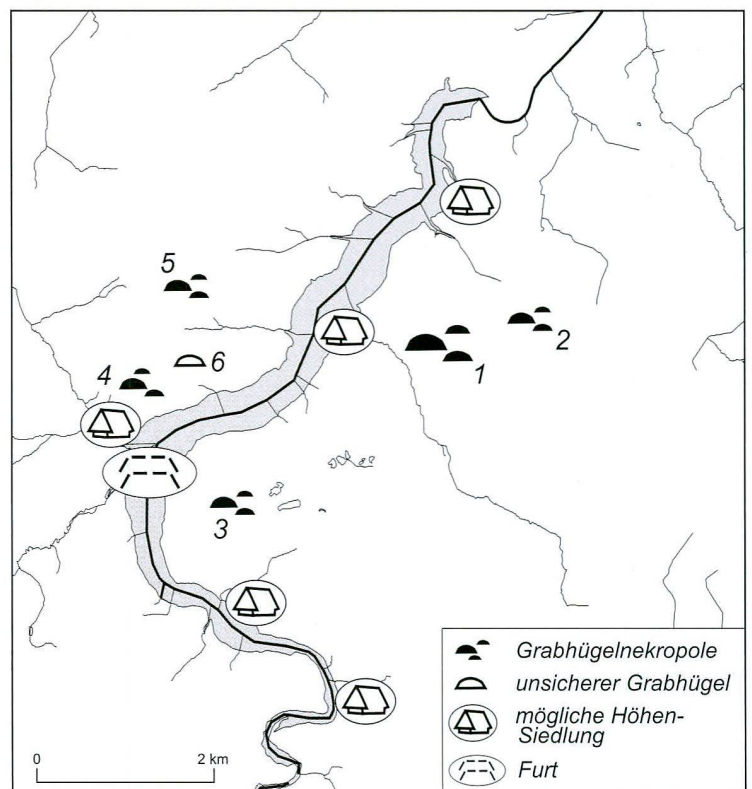 5
2
1
6
4
3
Grabhügelnekropole
unsicherer Grabhügel
mögliche Höhen-
Siedlung
Furt
0 2 km